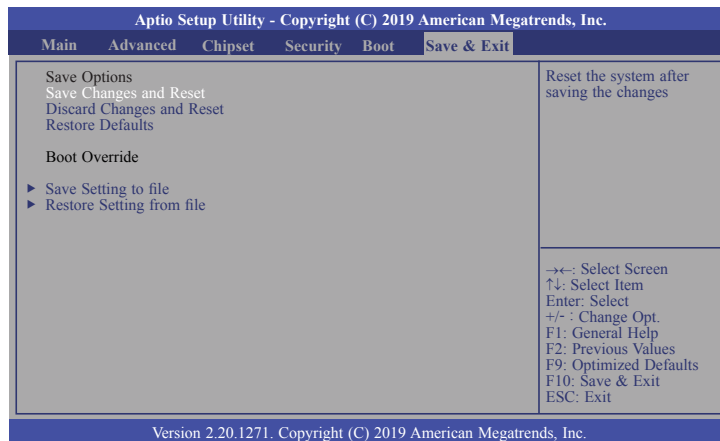 Aptio Setup Utility - Copyright (C) 2019 American Megatrends, Inc.
Main Advanced Chipset Security Boot Save & Exit
Save Options
Save Changes and Reset
Discard Changes and Reset
Restore Defaults
Boot Override
▶ Save Setting to file
▶ Restore Setting from file
Reset the system after
saving the changes
→←: Select Screen
↑↓: Select Item
Enter: Select
+/- : Change Opt.
F1: General Help
F2: Previous Values
F9: Optimized Defaults
F10: Save & Exit
ESC: Exit
Version 2.20.1271. Copyright (C) 2019 American Megatrends, Inc.